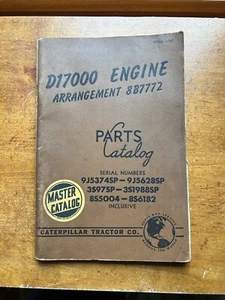 D17000 ENGINE
ARRANGEMENT 8B7772
PARTS
Catalog
SERIAL NUMBERS
9J5374SP – 9J5628SP
3S97SP – 3S1988SP
8S5004 – 8S6182
INCLUSIVE
MASTER
CATALOG
CATERPILLAR TRACTOR CO.